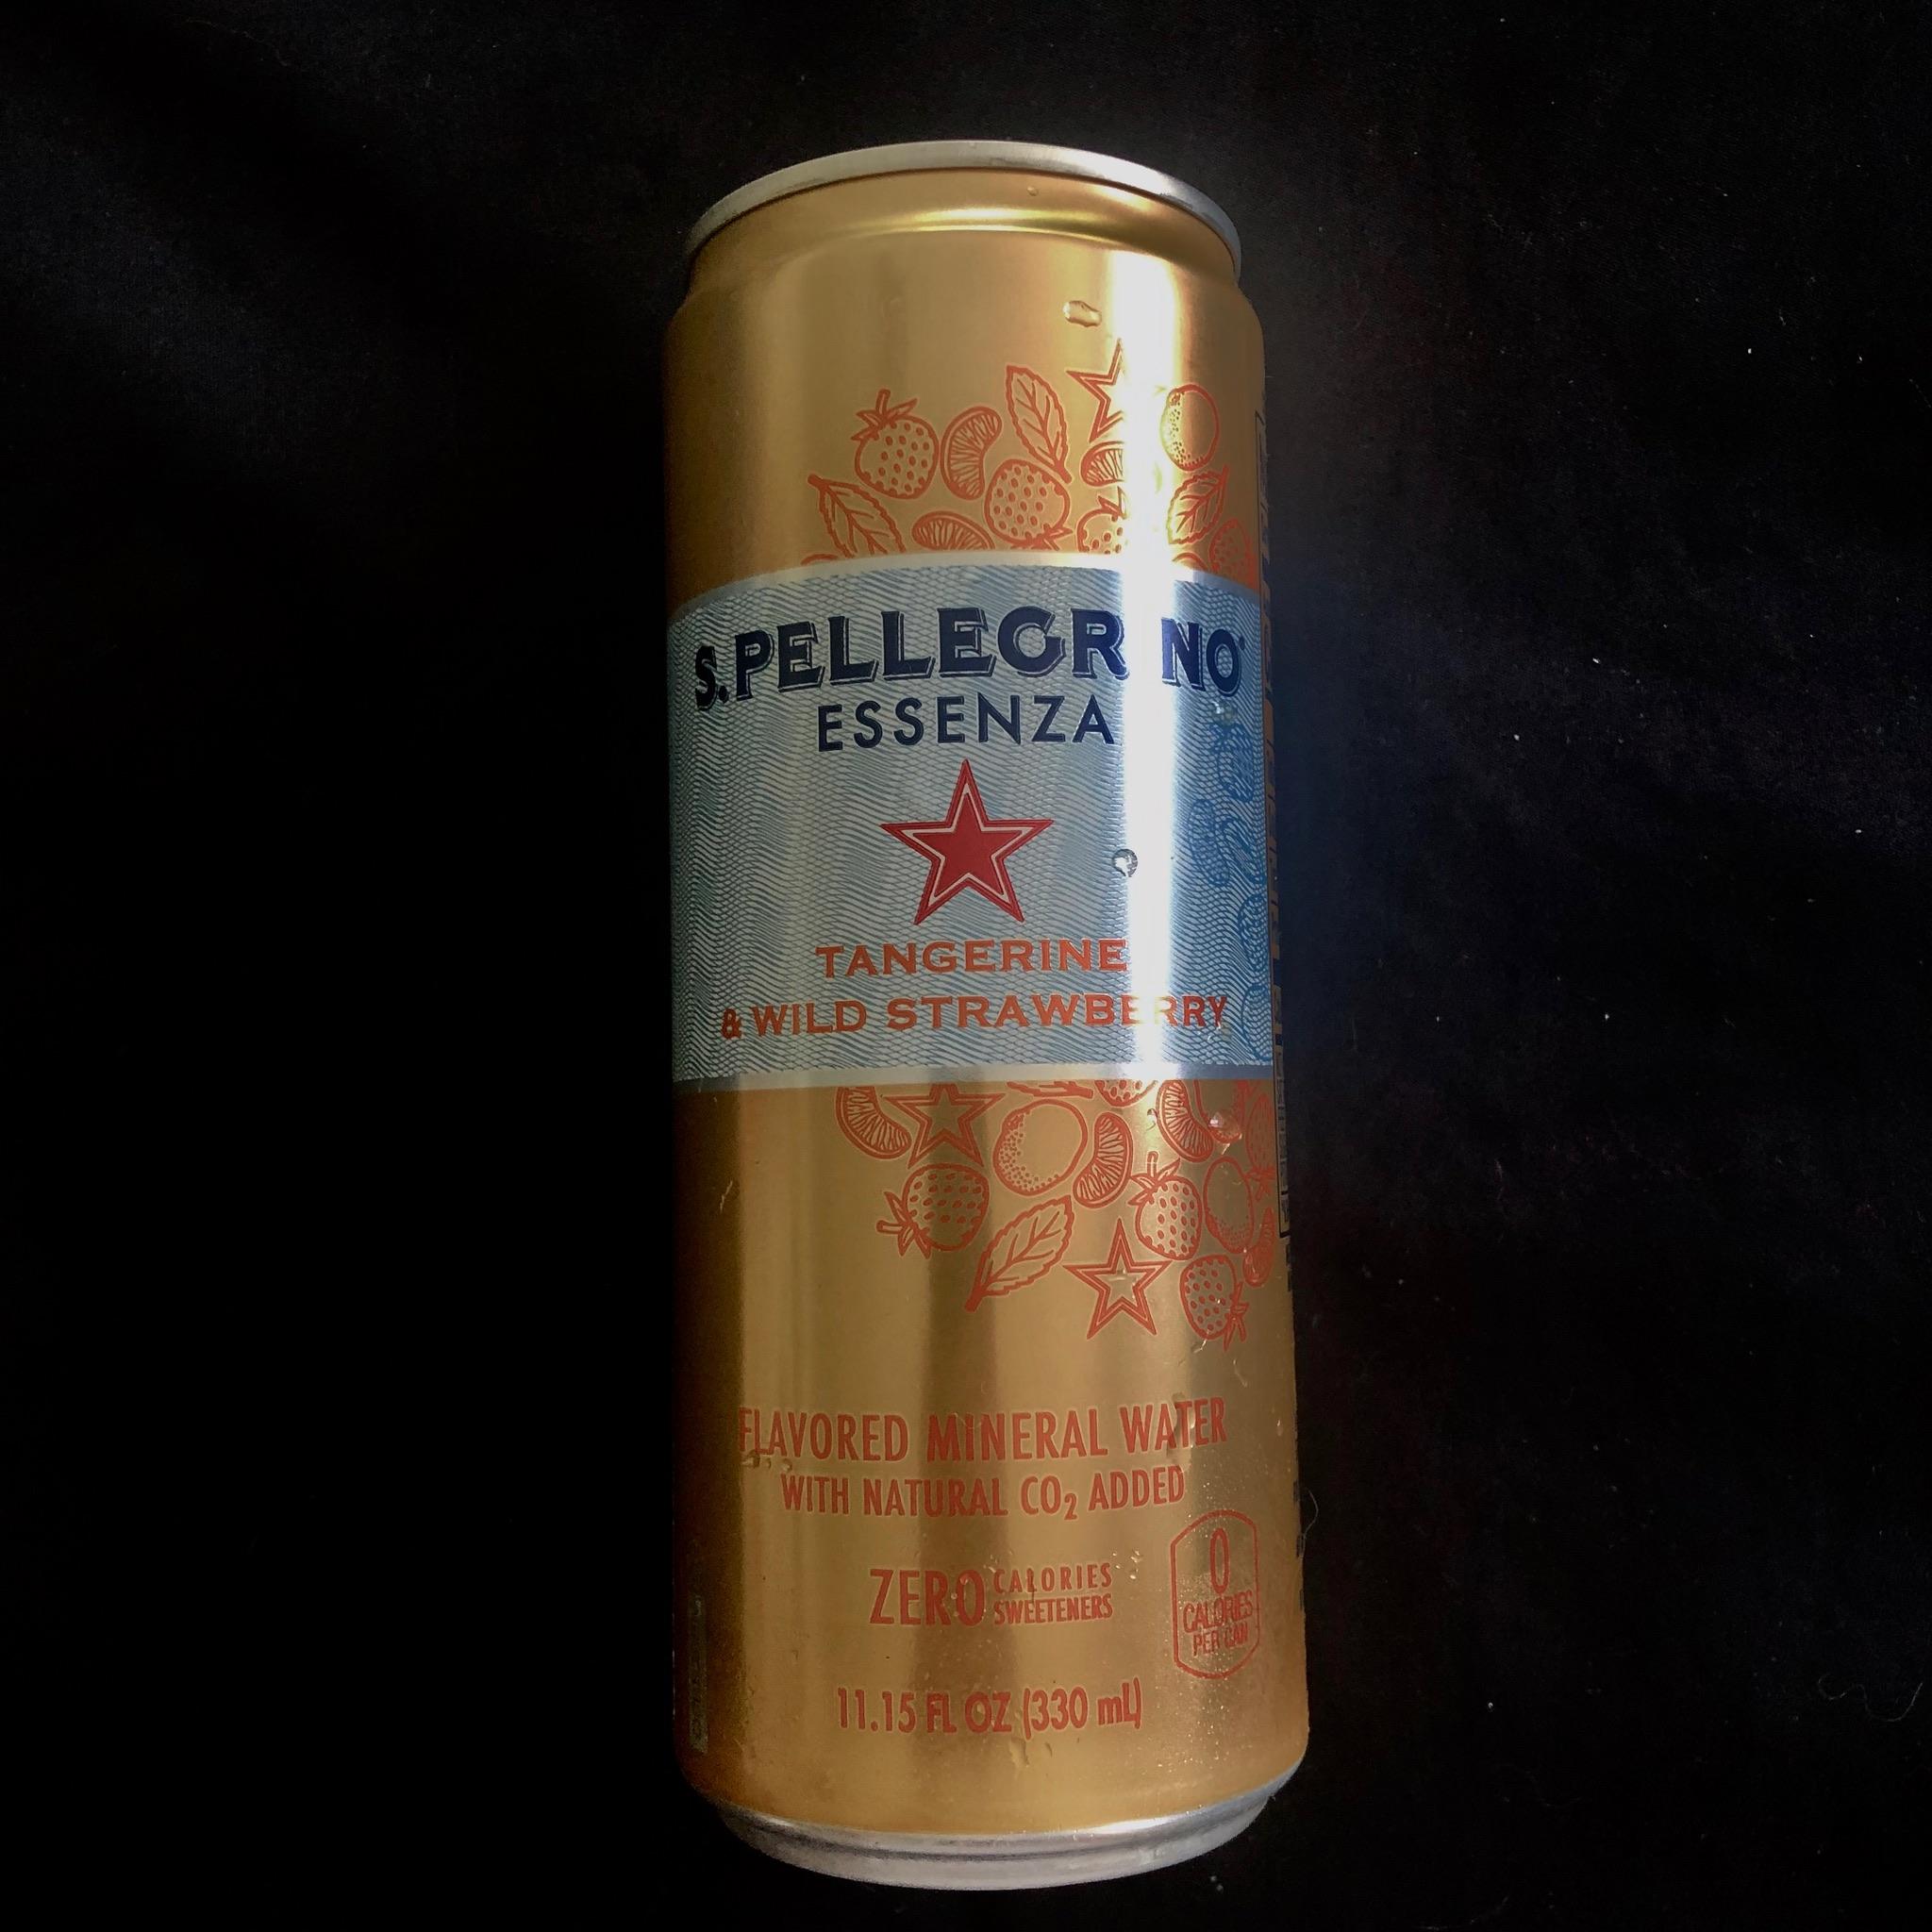 S.PELLEGRINO®
ESSENZA
TANGERINE
& WILD STRAWBERRY
FLAVORED MINERAL WATER
WITH NATURAL CO₂ ADDED
ZERO CALORIES
SWEETENERS
0
CALORIES
PER CAN
11.15 FL OZ (330 mL)